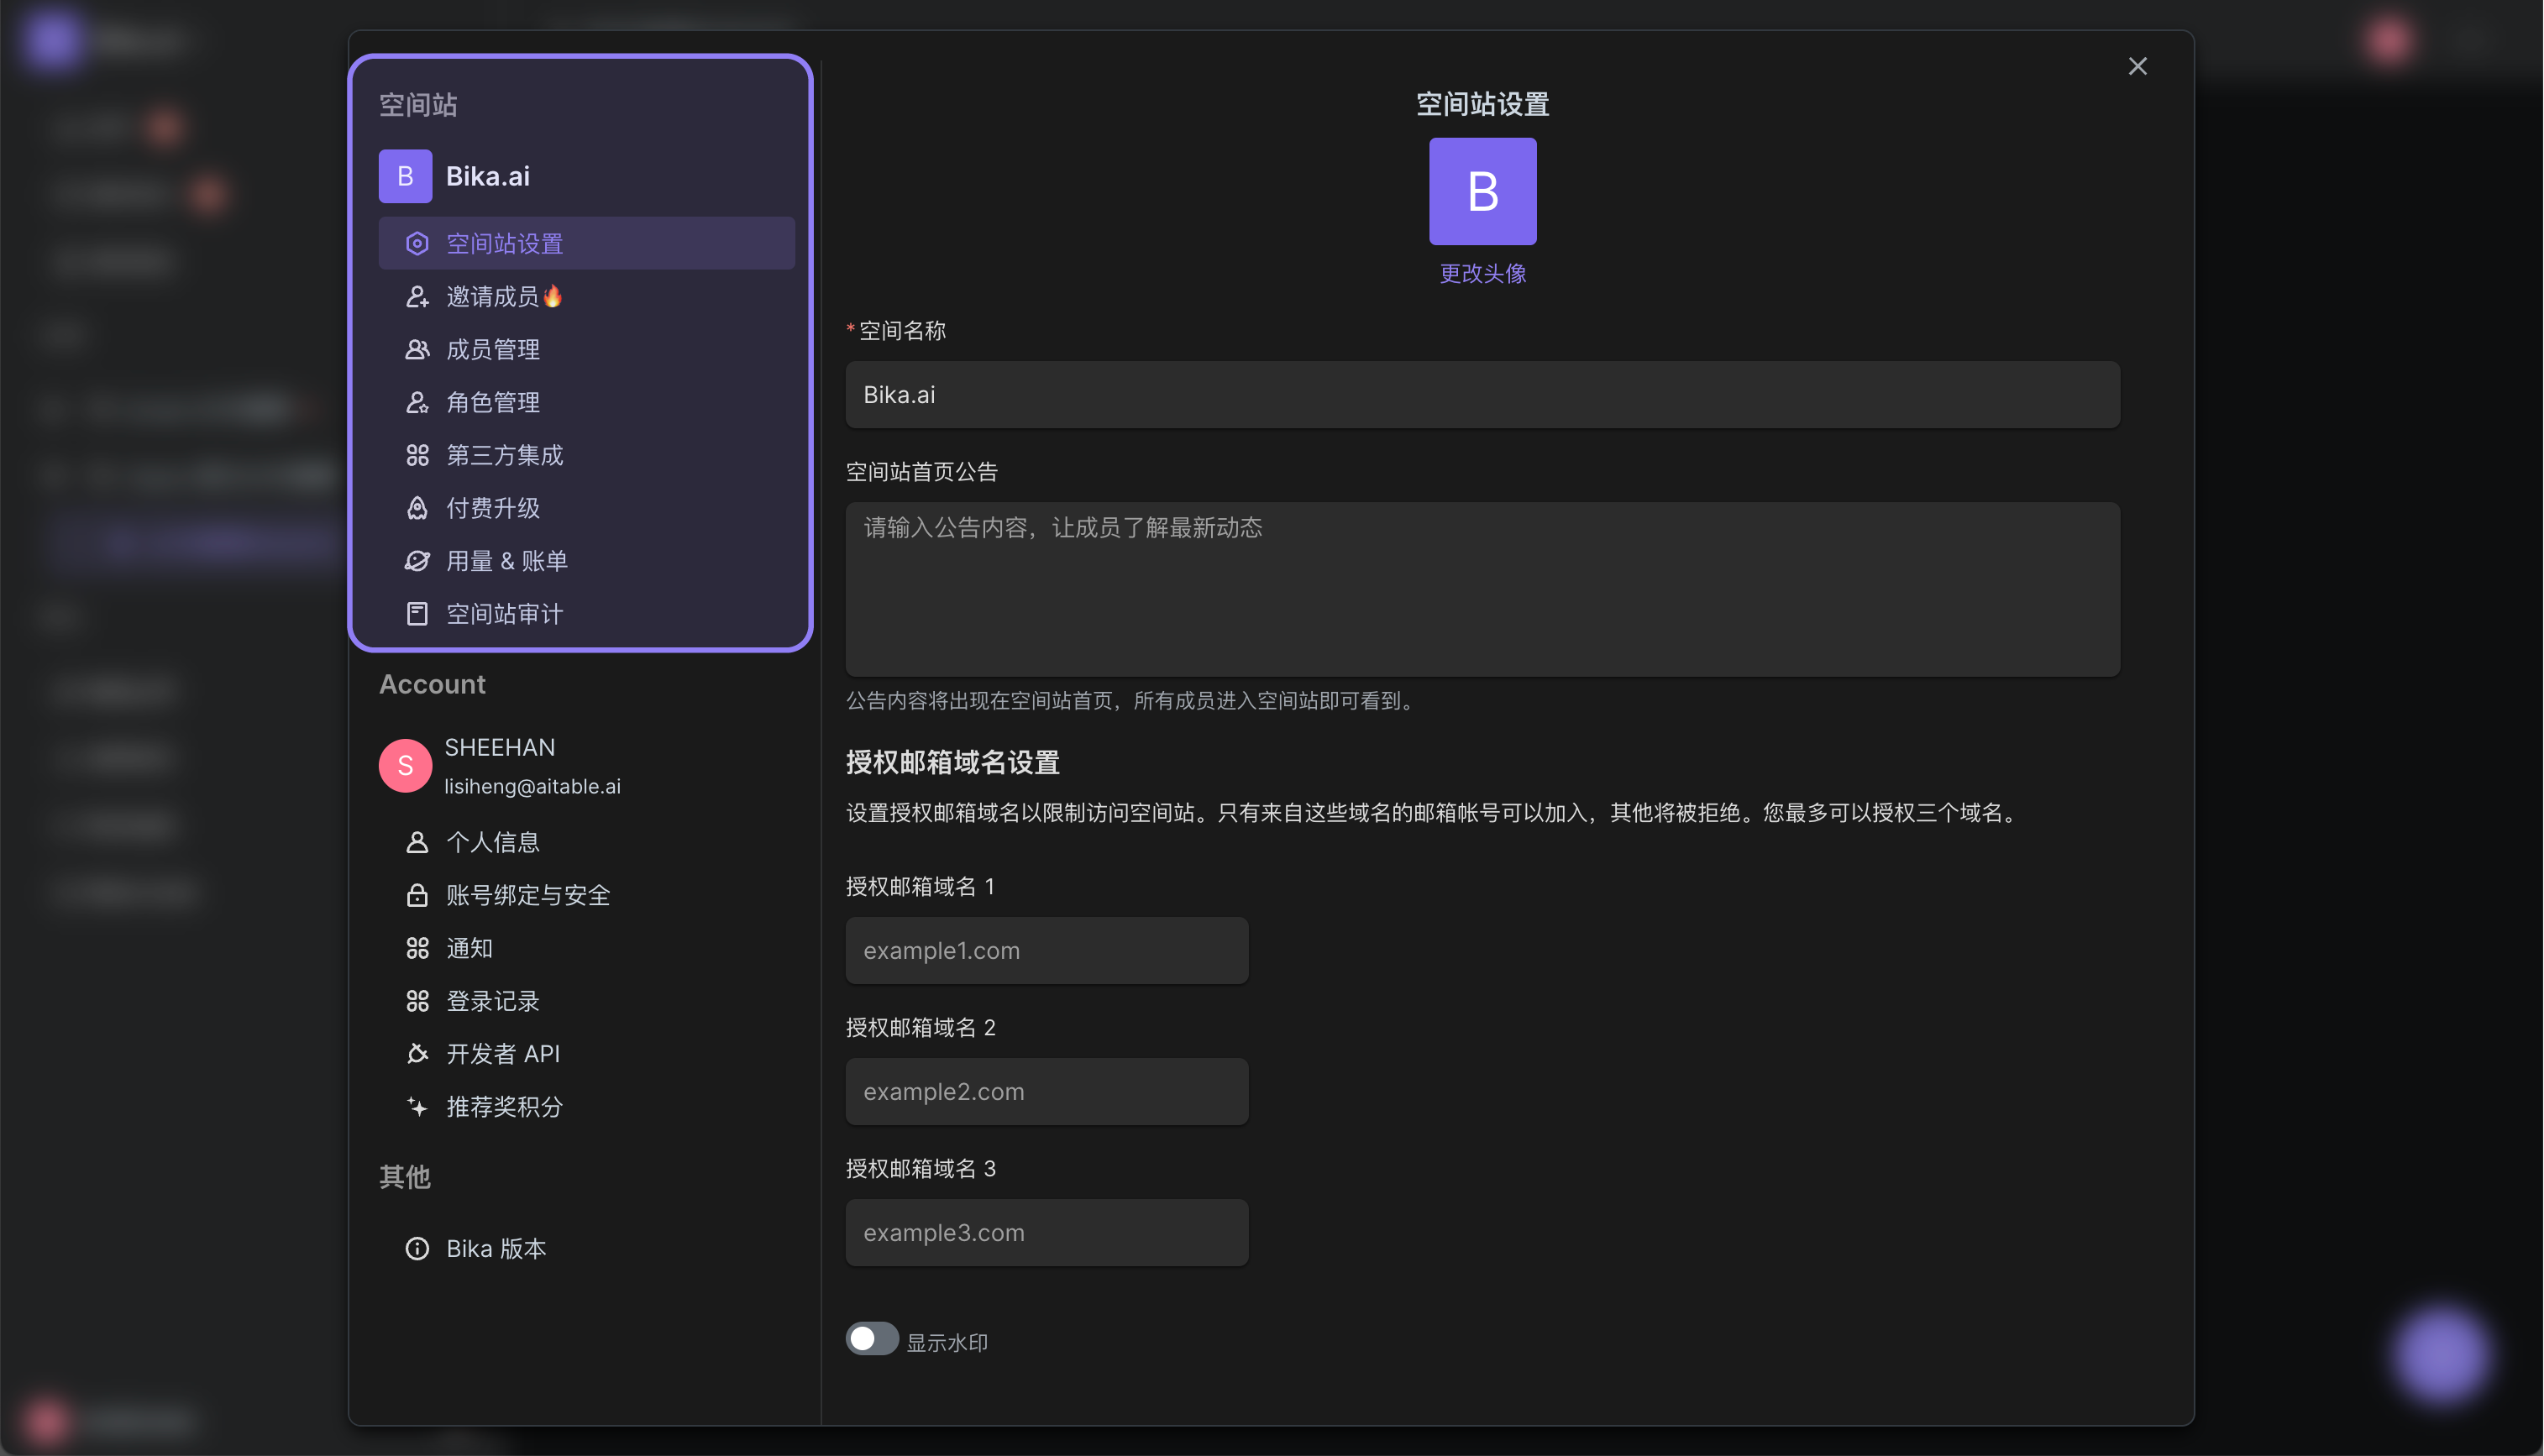 空间站
B
Bika.ai
空间站设置
邀请成员🔥
成员管理
角色管理
第三方集成
付费升级
用量 & 账单
空间站审计
Account
S
SHEEHAN
lisiheng@aitable.ai
个人信息
账号绑定与安全
通知
登录记录
开发者 API
推荐奖积分
其他
Bika 版本
空间站设置
B
更改头像
*空间名称
Bika.ai
空间站首页公告
请输入公告内容，让成员了解最新动态
公告内容将出现在空间站首页，所有成员进入空间站即可看到。
授权邮箱域名设置
设置授权邮箱域名以限制访问空间站。只有来自这些域名的邮箱帐号可以加入，其他将被拒绝。您最多可以授权三个域名。
授权邮箱域名 1
example1.com
授权邮箱域名 2
example2.com
授权邮箱域名 3
example3.com
显示水印